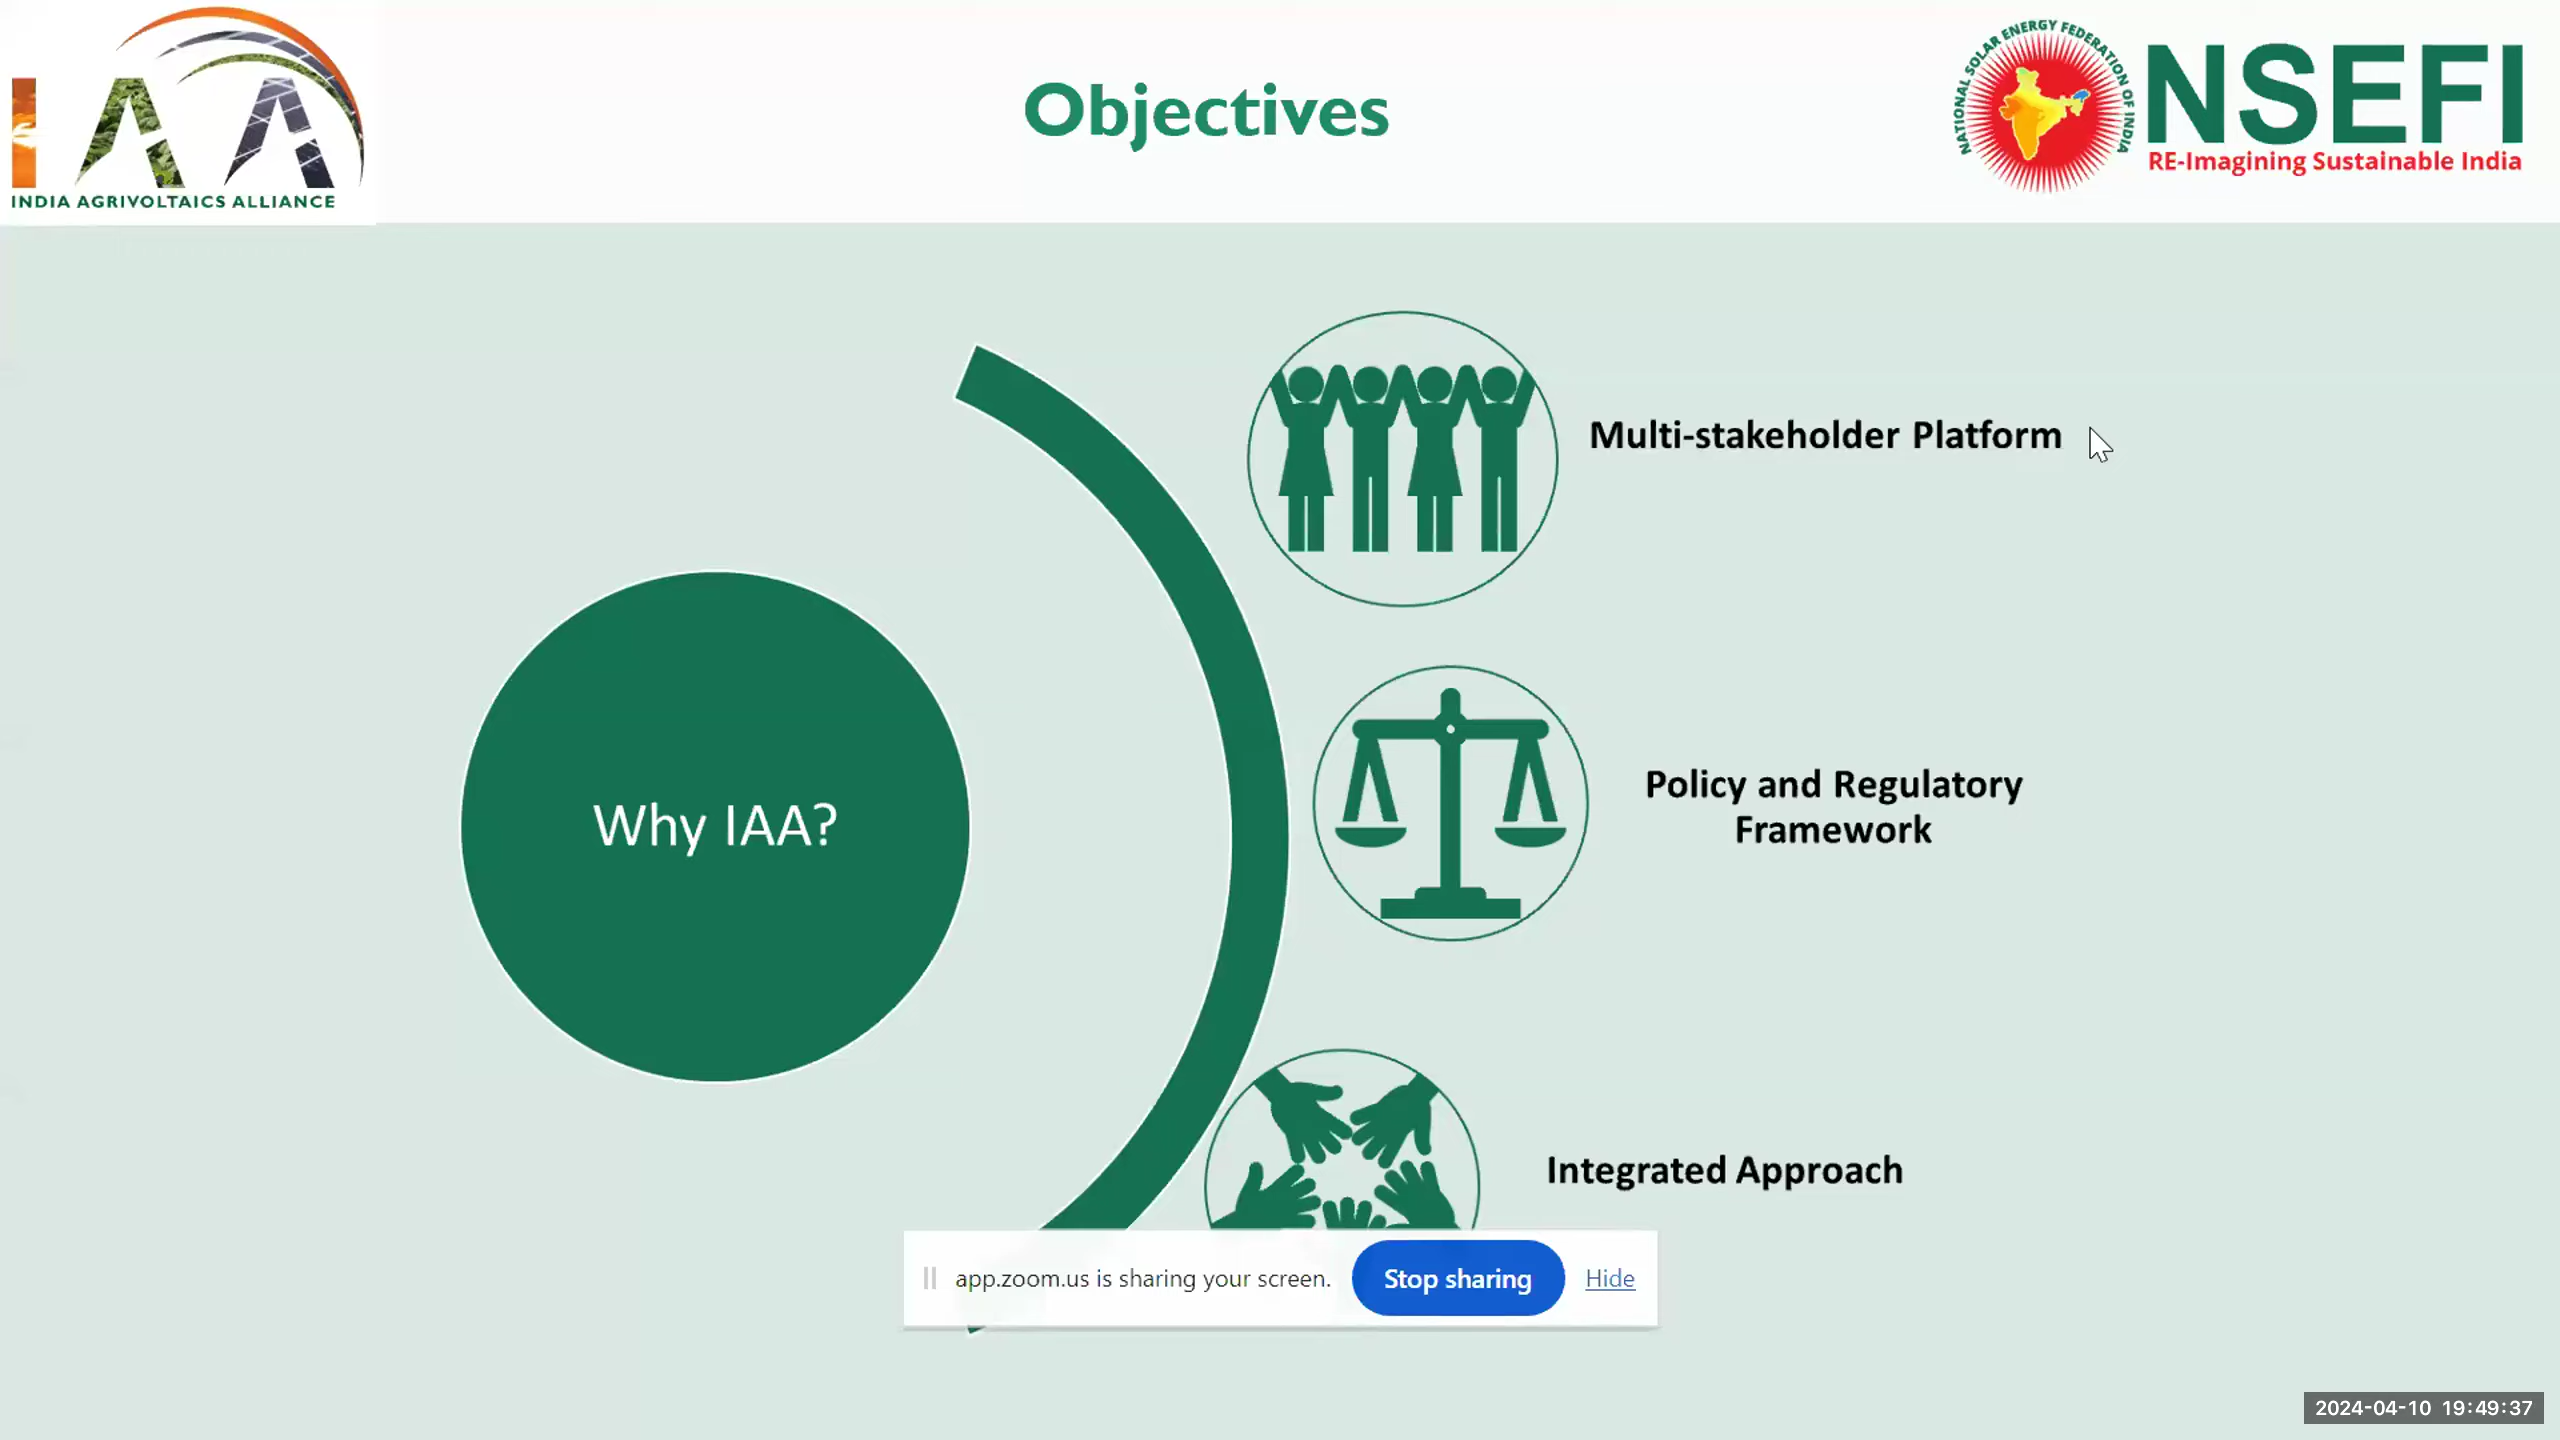 IAA
INDIA AGRIVOLTAICS ALLIANCE
Objectives
NATIONAL SOLAR ENERGY FEDERATION OF INDIA
NSEFI
RE-Imagining Sustainable India
Multi-stakeholder Platform
Why IAA?
Policy and Regulatory
Framework
Integrated Approach
app.zoom.us is sharing your screen.
Stop sharing
Hide
2024-04-10 19:49:37